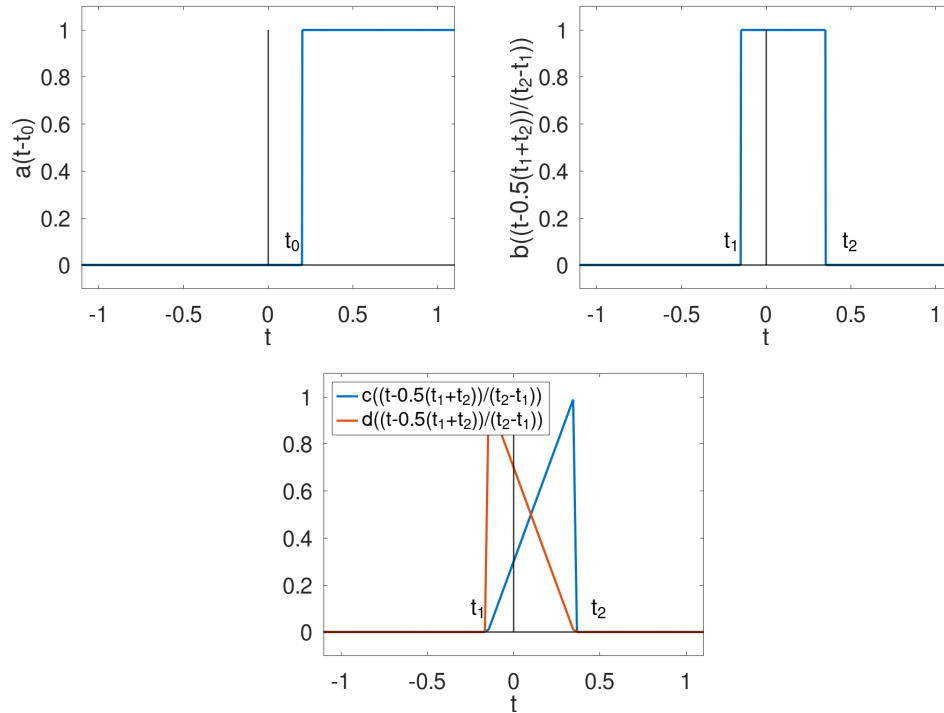 a(t-t₀)
1
0.8
0.6
0.4
0.2
0
t₀
-1
-0.5
0
0.5
1
t
b((t-0.5(t₁+t₂))/(t₂-t₁))
1
0.8
0.6
0.4
0.2
0
t₁
t₂
-1
-0.5
0
0.5
1
t
c((t-0.5(t₁+t₂))/(t₂-t₁))
d((t-0.5(t₁+t₂))/(t₂-t₁))
1
0.8
0.6
0.4
0.2
0
t₁
t₂
-1
-0.5
0
0.5
1
t